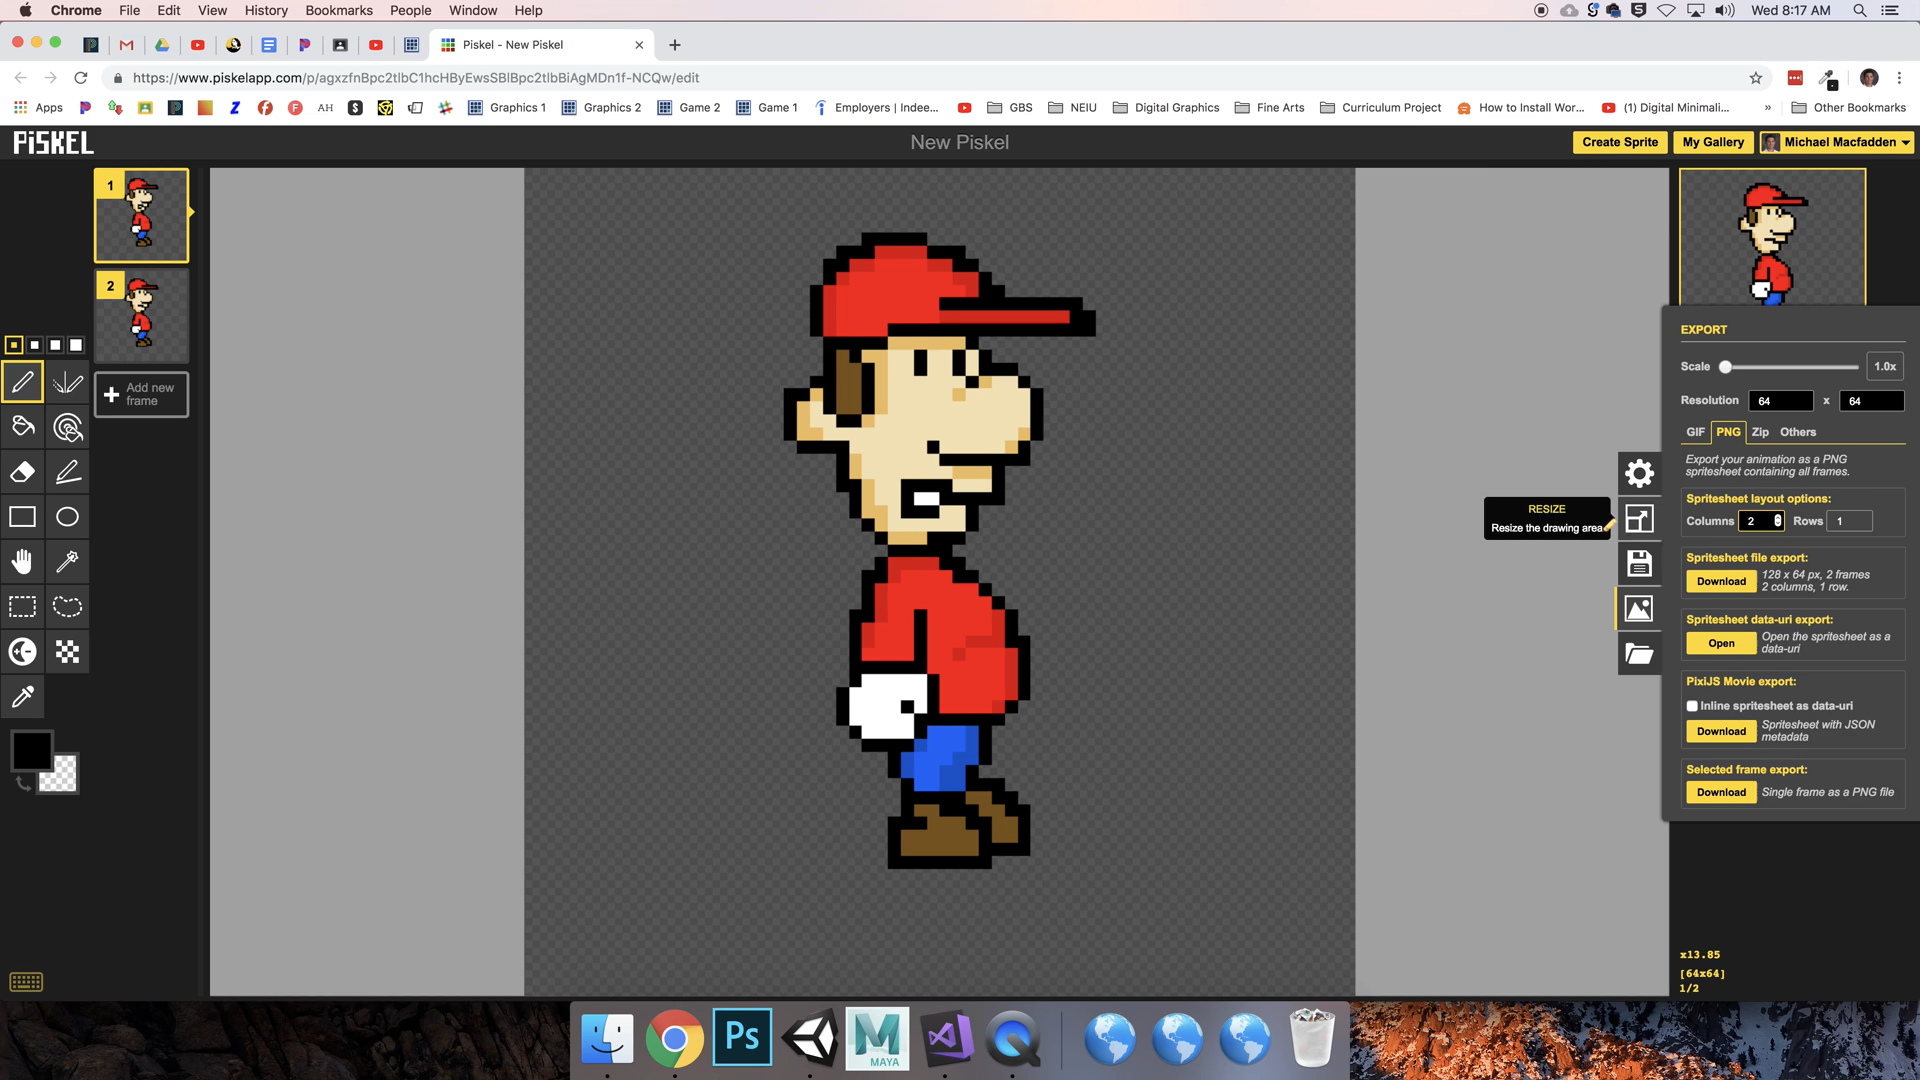 Chrome File Edit View History Bookmarks People Window Help
Wed 8:17 AM
Piskel - New Piskel
https://www.piskelapp.com/p/agxzfnBpc2tlbC1hcHByEwsSBlBpc2tlbBiAgMDn1f-NCQw/edit
Apps AH Graphics 1 Graphics 2 Game 2 Game 1 Employers | Indee... GBS NEIU Digital Graphics Fine Arts Curriculum Project How to Install Wor... (1) Digital Minimali... » Other Bookmarks
PiSKEL
New Piskel
Create Sprite
My Gallery
Michael Macfadden
1
2
Add new
frame
RESIZE
Resize the drawing area
EXPORT
Scale 1.0x
Resolution 64 x 64
GIF PNG Zip Others
Export your animation as a PNG
spritesheet containing all frames.
Spritesheet layout options:
Columns 2 Rows 1
Spritesheet file export:
Download 128 x 64 px, 2 frames
2 columns, 1 row.
Spritesheet data-uri export:
Open Open the spritesheet as a
data-uri
PixiJS Movie export:
Inline spritesheet as data-uri
Download Spritesheet with JSON
metadata
Selected frame export:
Download Single frame as a PNG file
x13.85
[64x64]
1/2
Ps
MAYA